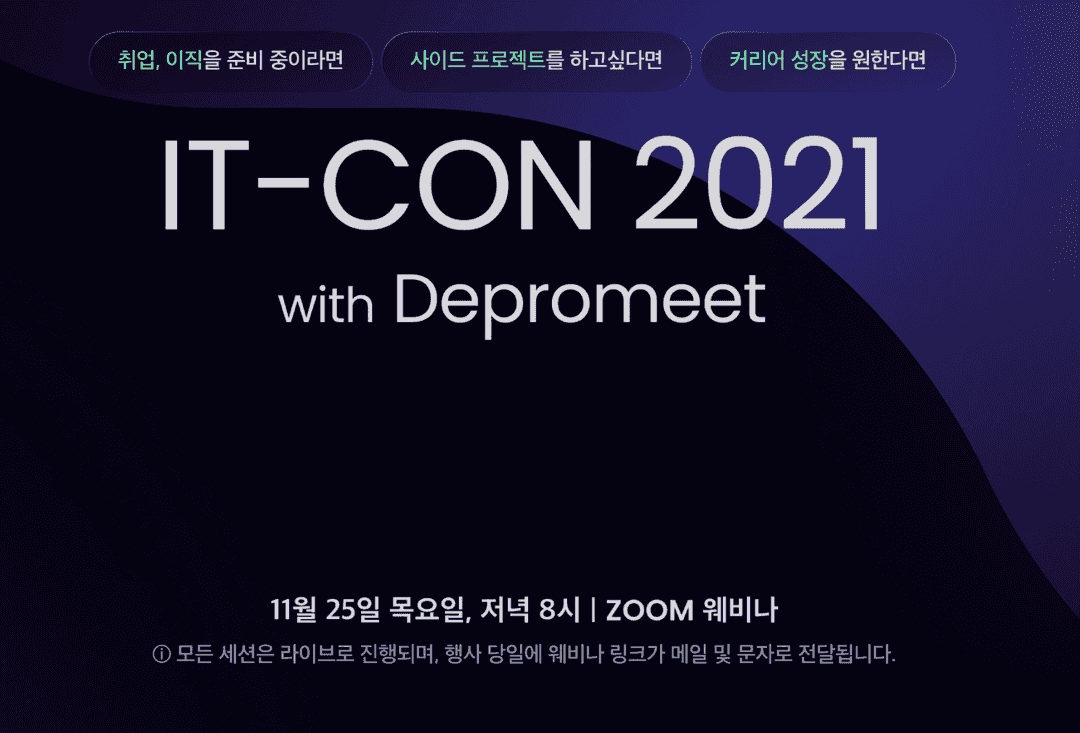 취업, 이직을 준비 중이라면 사이드 프로젝트를 하고싶다면 커리어 성장을 원한다면
IT-CON 2021
with Depromeet
11월 25일 목요일, 저녁 8시 | ZOOM 웨비나
ⓘ 모든 세션은 라이브로 진행되며, 행사 당일에 웨비나 링크가 메일 및 문자로 전달됩니다.